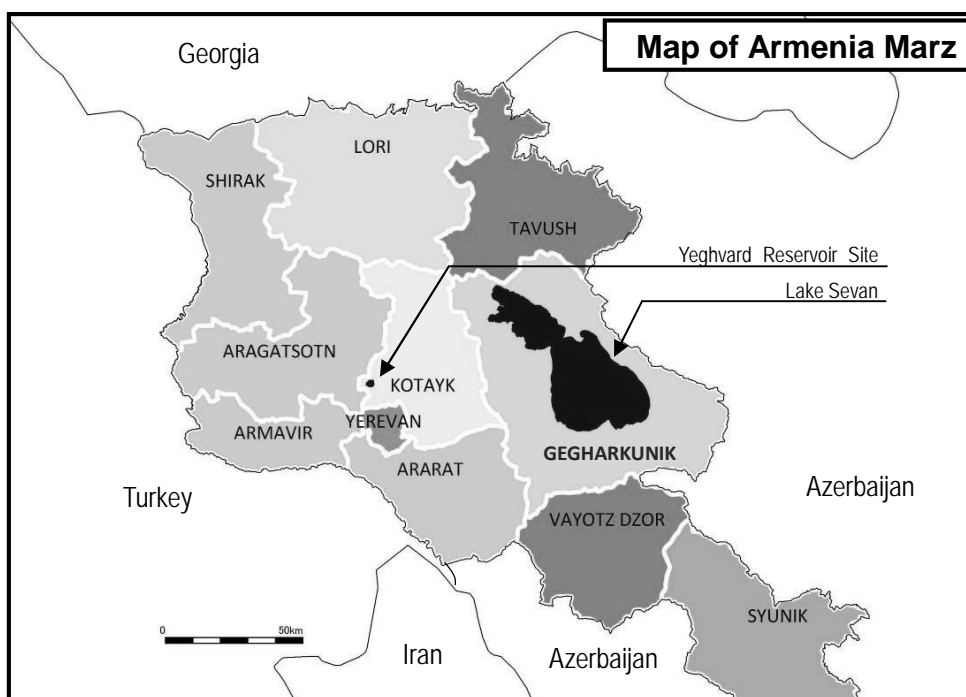 Map of Armenia Marz
Georgia
LORI
SHIRAK
TAVUSH
Yeghvard Reservoir Site
Lake Sevan
ARAGATSOTN
KOTAYK
YEREVAN
ARMAVIR
GEGHARKUNIK
ARARAT
Azerbaijan
Turkey
VAYOTZ DZOR
SYUNIK
0 50km
Iran
Azerbaijan